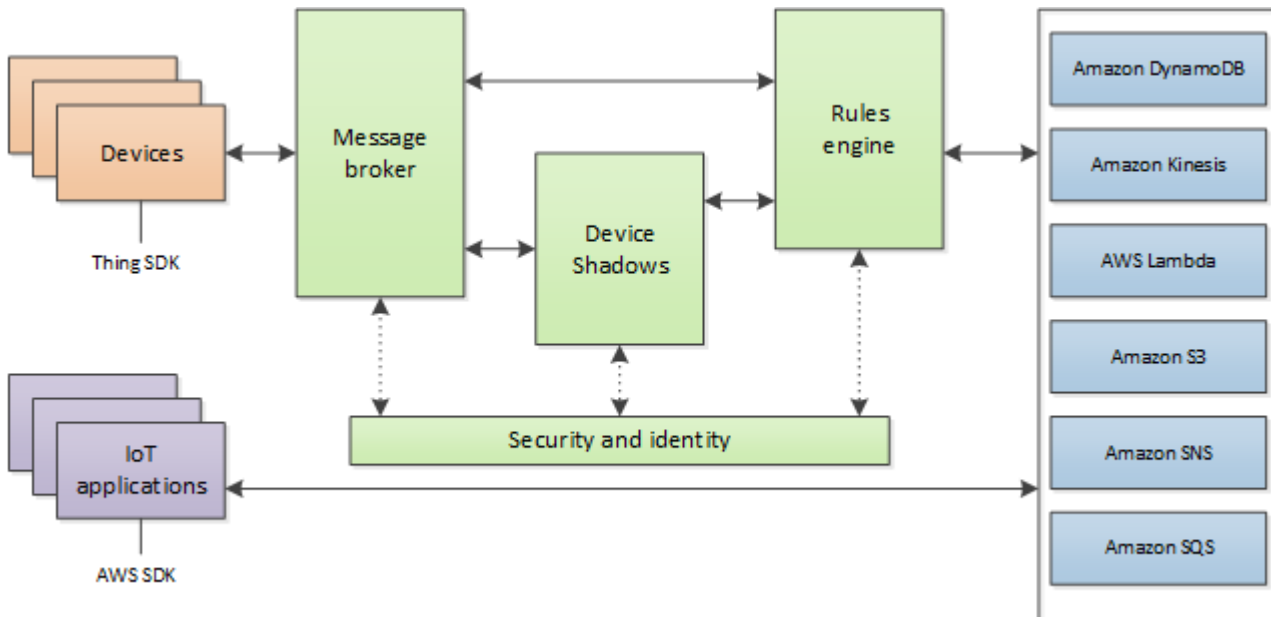 Devices
Thing SDK
Message
broker
Device
Shadows
Rules
engine
Security and identity
IoT
applications
AWS SDK
Amazon DynamoDB
Amazon Kinesis
AWS Lambda
Amazon S3
Amazon SNS
Amazon SQS